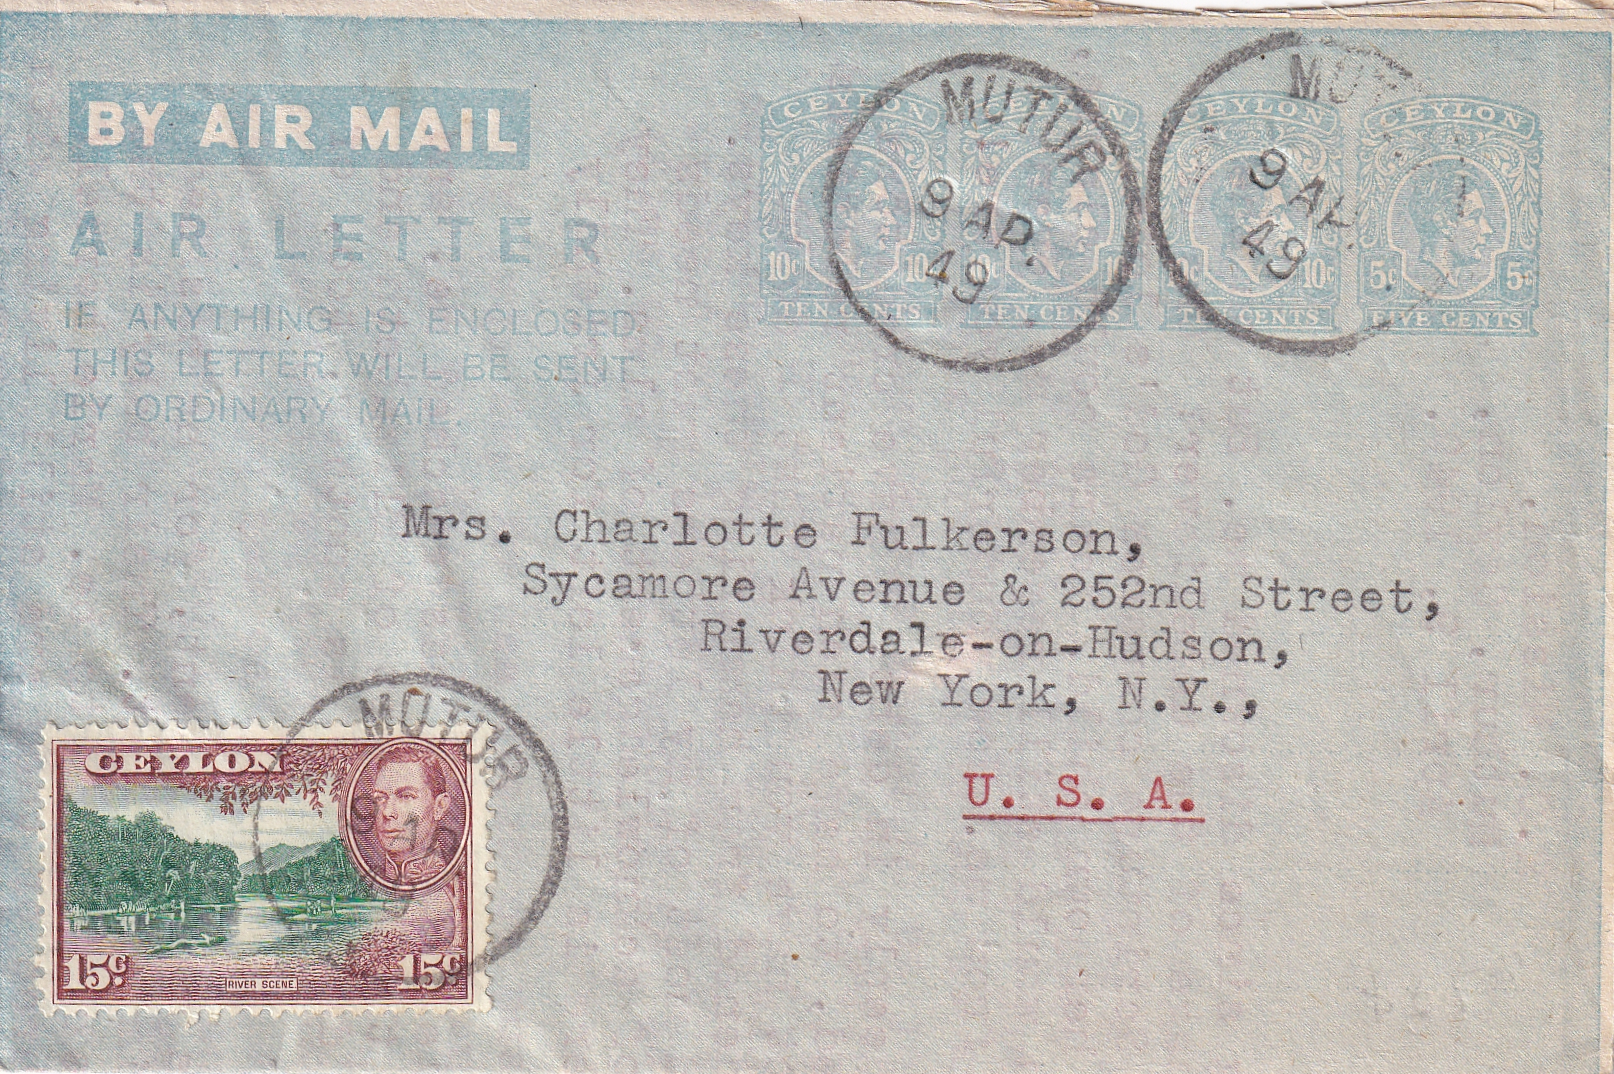 BY AIR MAIL
AIR LETTER
IF ANYTHING IS ENCLOSED
THIS LETTER WILL BE SENT
BY ORDINARY MAIL.
CEYLON
10c 10c
TEN CENTS
CEYLON
10c 10c
TEN CENTS
CEYLON
10c 10c
TEN CENTS
CEYLON
5c 5c
FIVE CENTS
MUTUR
9 AP.
49
MUT
9 AP.
49
Mrs. Charlotte Fulkerson,
Sycamore Avenue & 252nd Street,
Riverdale-on-Hudson,
New York, N.Y.,
U. S. A.
MUTUR
CEYLON
15c 15c
RIVER SCENE